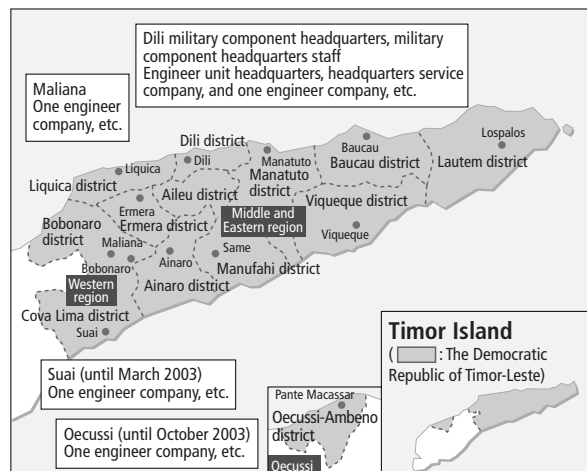 Dili military component headquarters, military
component headquarters staff
Engineer unit headquarters, headquarters service
company, and one engineer company, etc.
Maliana
One engineer
company, etc.
Dili district
Dili
Liquica
Liquica district
Manatuto
Manatuto
district
Baucau
Baucau district
Lospalos
Lautem district
Aileu district
Ermera
Ermera district
Bobonaro
district
Maliana
Bobonaro
Middle and
Eastern region
Viqueque district
Viqueque
Ainaro
Ainaro district
Same
Manufahi district
Western
region
Cova Lima district
Suai
Suai (until March 2003)
One engineer company, etc.
Oecussi (until October 2003)
One engineer company, etc.
Pante Macassar
Oecussi-Ambeno
district
Oecussi
Timor Island
( : The Democratic
Republic of Timor-Leste)